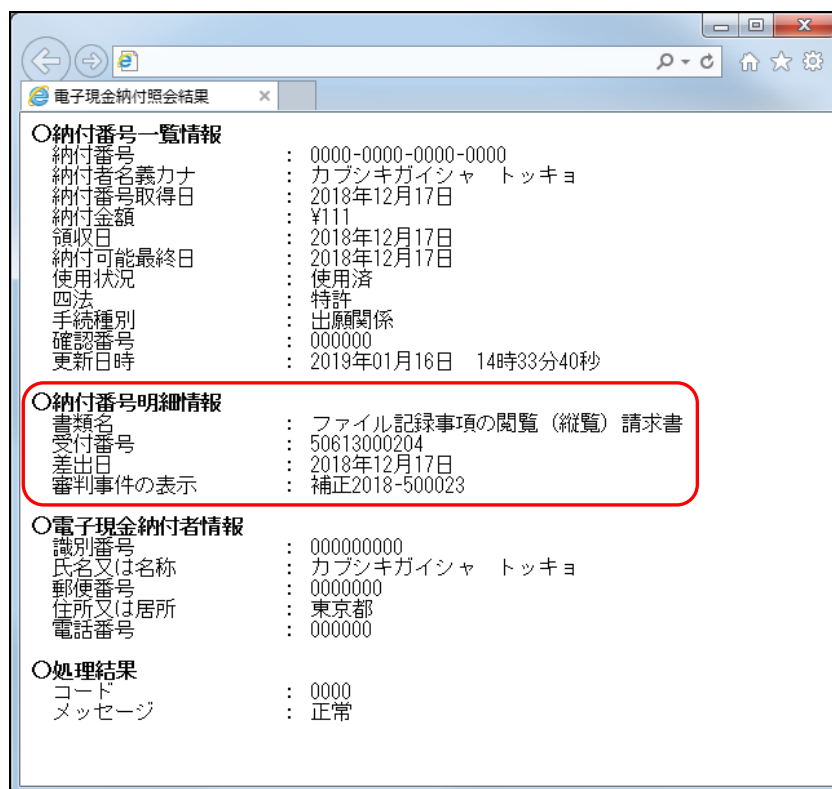 電子現金納付照会結果
○納付番号一覧情報
納付番号 : 0000-0000-0000-0000
納付者名義カナ : カブシキガイシャ トッキョ
納付番号取得日 : 2018年12月17日
納付金額 : ¥111
領収日 : 2018年12月17日
納付可能最終日 : 2018年12月17日
使用状況 : 使用済
四法 : 特許
手続種別 : 出願関係
確認番号 : 000000
更新日時 : 2019年01月16日 14時33分40秒
○納付番号明細情報
書類名 : ファイル記録事項の閲覧（縦覧）請求書
受付番号 : 50613000204
差出日 : 2018年12月17日
審判事件の表示 : 補正2018-500023
○電子現金納付者情報
識別番号 : 000000000
氏名又は名称 : カブシキガイシャ トッキョ
郵便番号 : 0000000
住所又は居所 : 東京都
電話番号 : 000000
○処理結果
コード : 0000
メッセージ : 正常